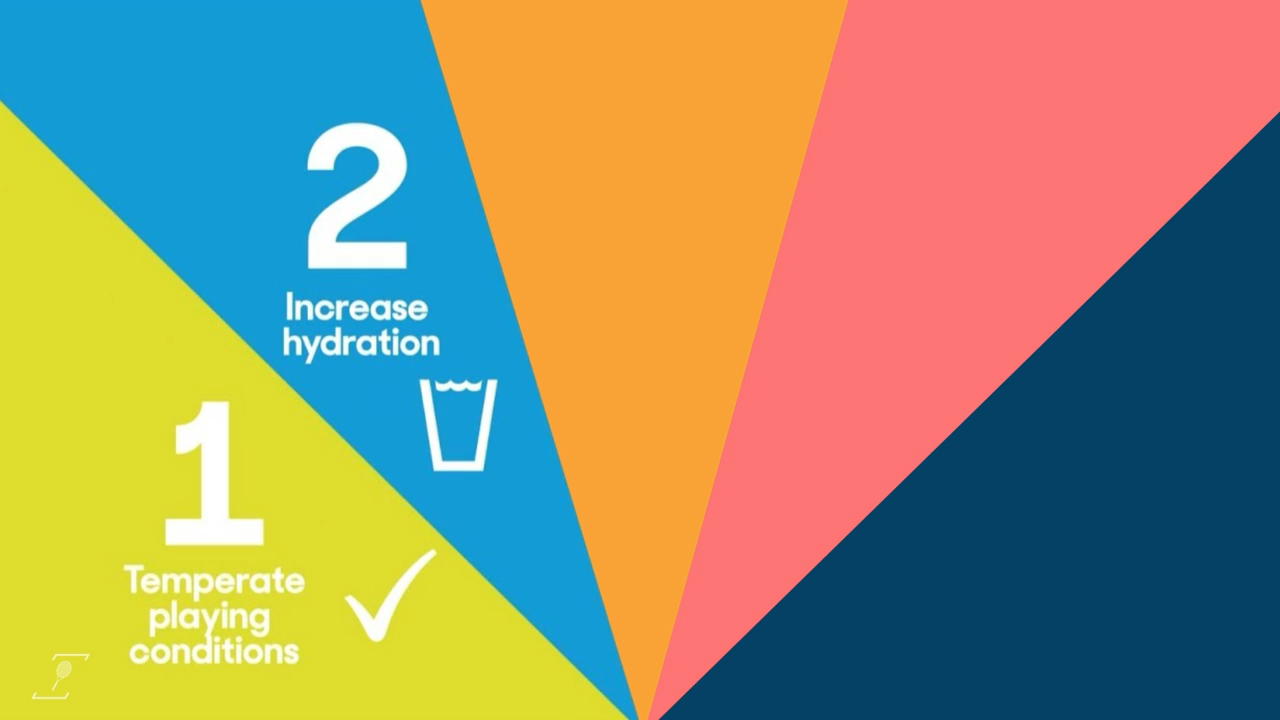 2
Increase
hydration
1
Temperate
playing
conditions